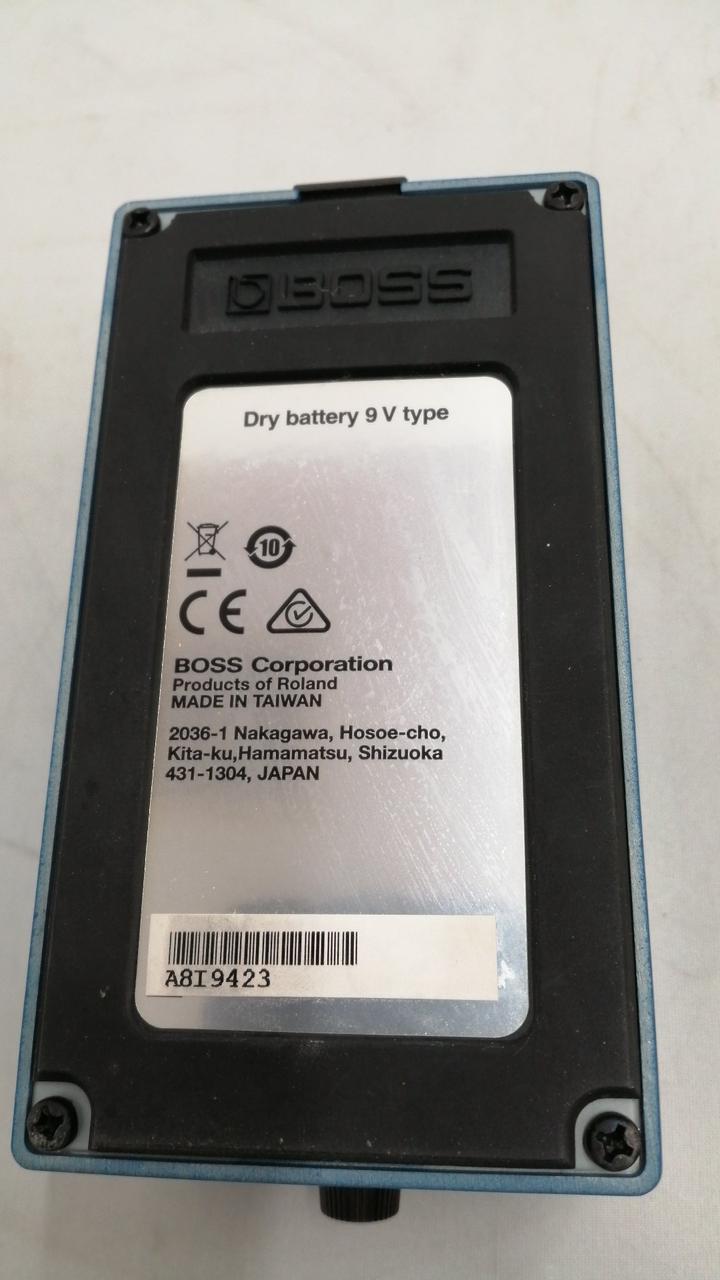 BOSS
Dry battery 9 V type
10
CE
BOSS Corporation
Products of Roland
MADE IN TAIWAN
2036-1 Nakagawa, Hosoe-cho,
Kita-ku,Hamamatsu, Shizuoka
431-1304, JAPAN
A8I9423